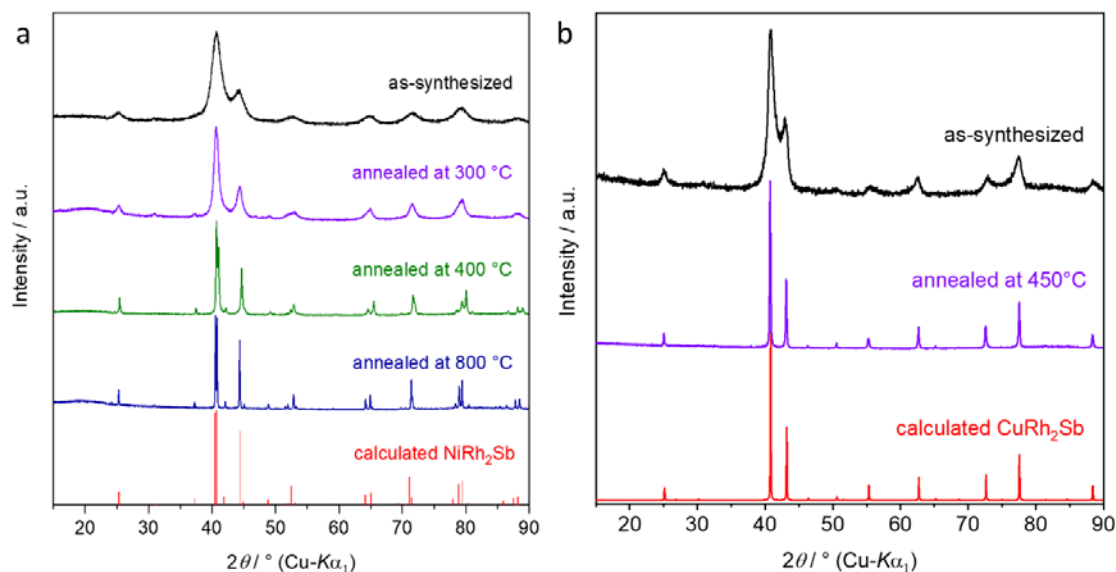 a
as-synthesized
annealed at 300 °C
annealed at 400 °C
annealed at 800 °C
calculated NiRh₂Sb
Intensity / a.u.
20 30 40 50 60 70 80 90
2θ / ° (Cu-Kα₁)
b
as-synthesized
annealed at 450°C
calculated CuRh₂Sb
Intensity / a.u.
20 30 40 50 60 70 80 90
2θ / ° (Cu-Kα₁)